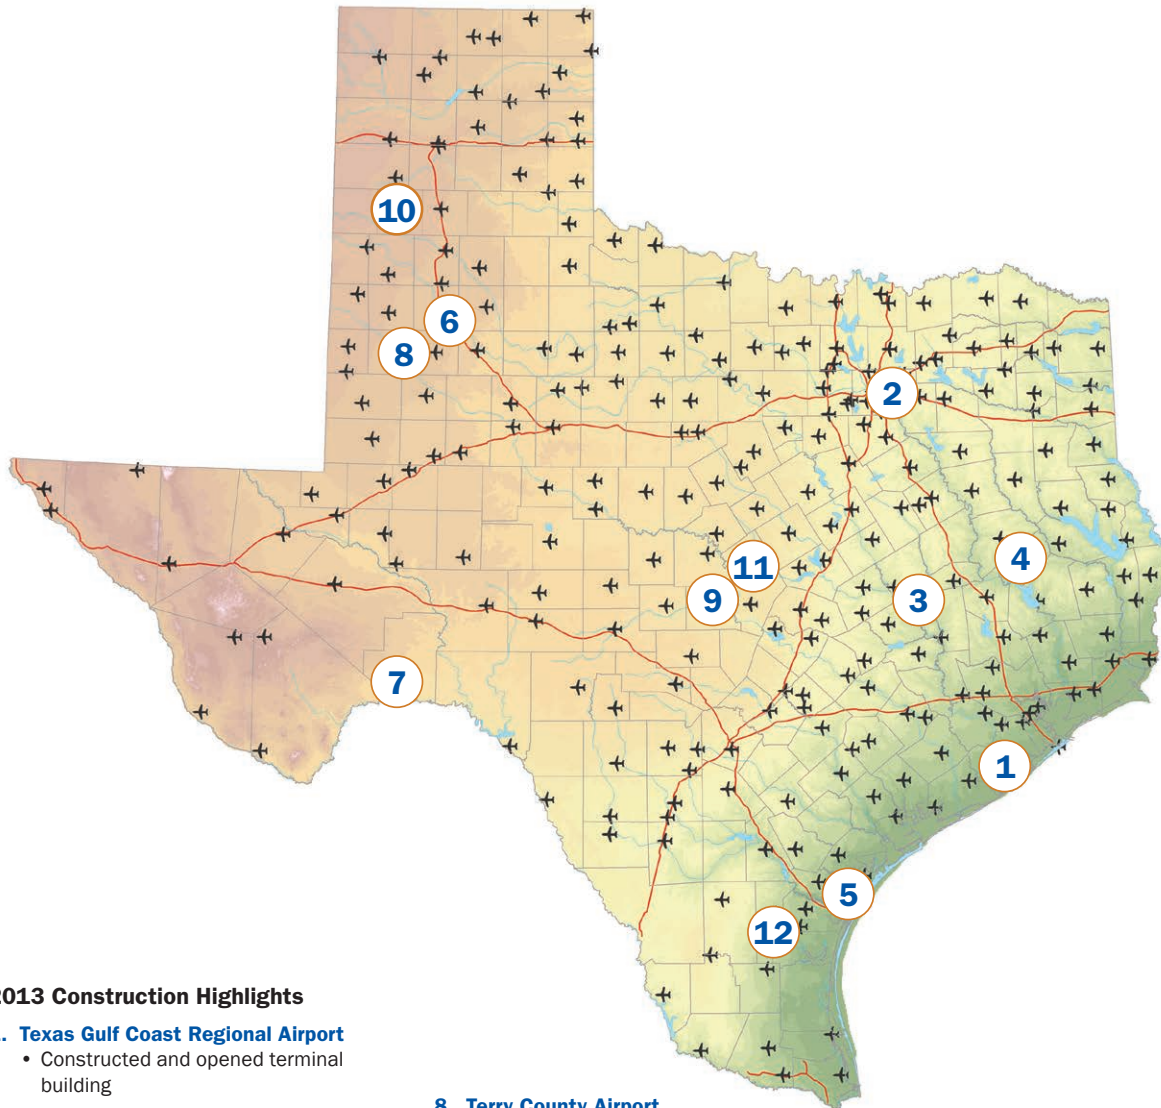 10
6
8
2
4
11
9
3
7
1
5
12
2013 Construction Highlights
. Texas Gulf Coast Regional Airport
• Constructed and opened terminal
building
8. Terry County Airport